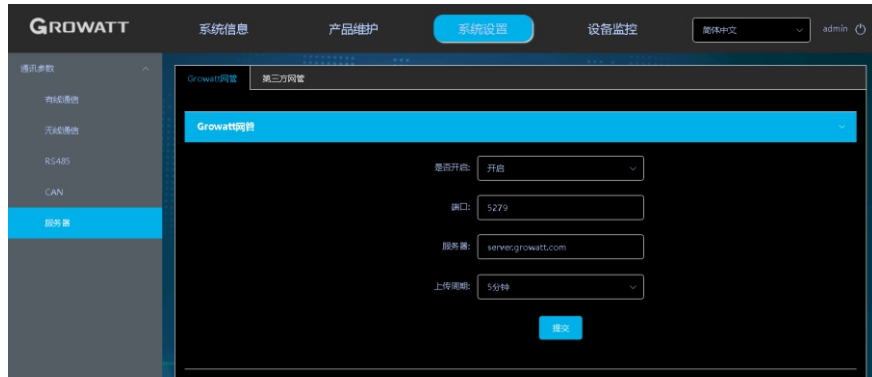 GROWATT
系统信息
产品维护
系统设置
设备监控
简体中文
admin
通讯参数
有线通信
无线通信
RS485
CAN
服务器
Growatt网管
第三方网管
Growatt网管
是否开启: 开启
端口: 5279
服务器: server.growatt.com
上传周期: 5分钟
提交